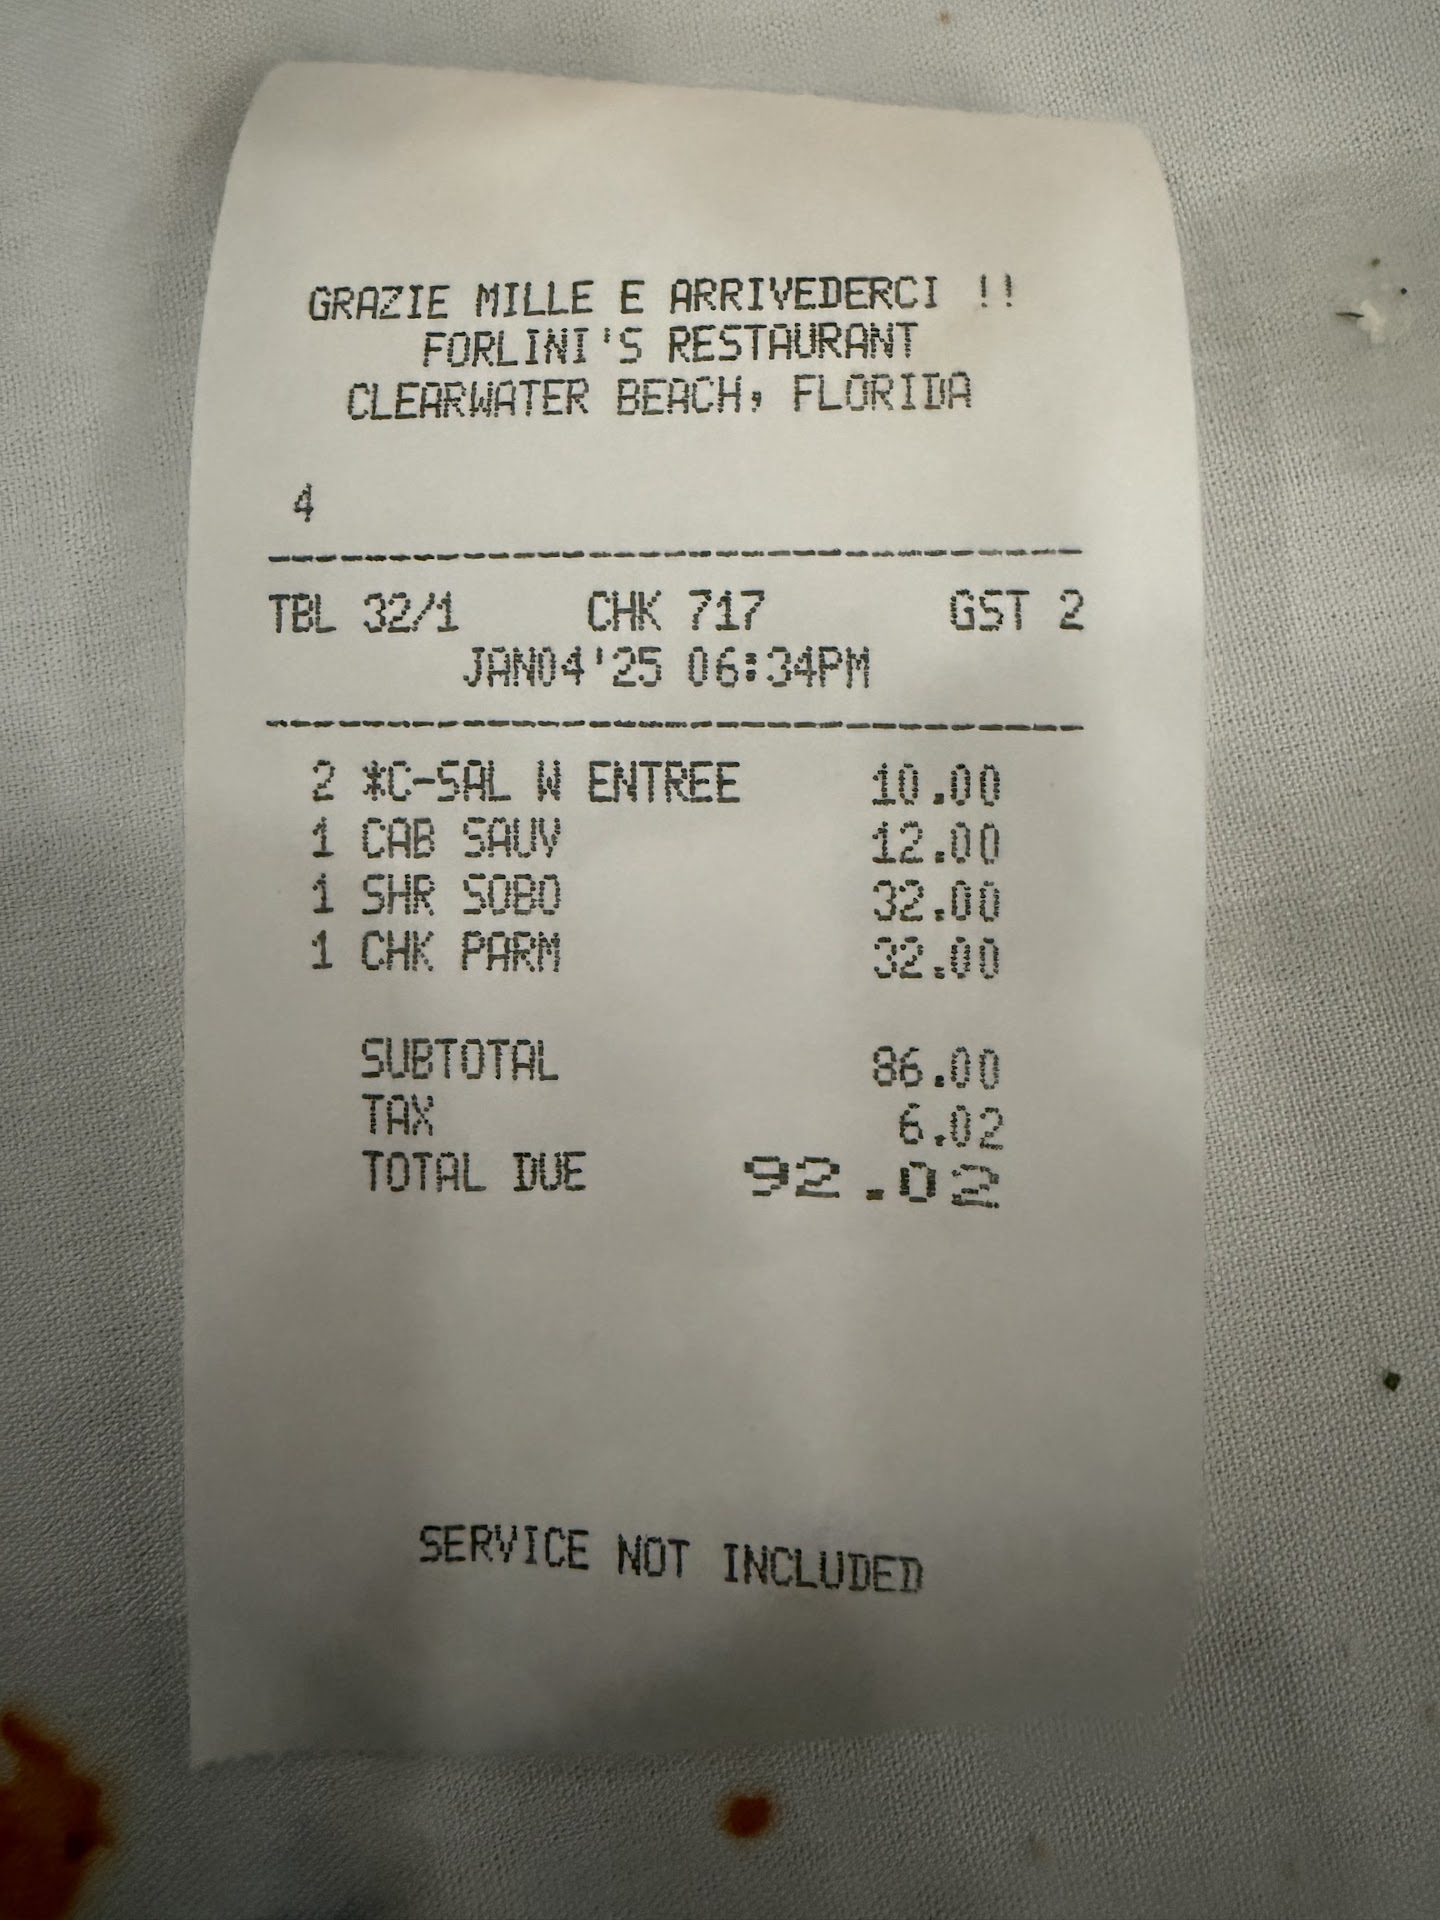 GRAZIE MILLE E ARRIVEDERCI !!
FORLINI'S RESTAURANT
CLEARWATER BEACH, FLORIDA
4
TBL 32/1 CHK 717 GST 2
JAN04'25 06:34PM
2 *C-SAL W ENTREE 10.00
1 CAB SAUV 12.00
1 SHR SOBO 32.00
1 CHK PARM 32.00
SUBTOTAL 86.00
TAX 6.02
TOTAL DUE 92.02
SERVICE NOT INCLUDED